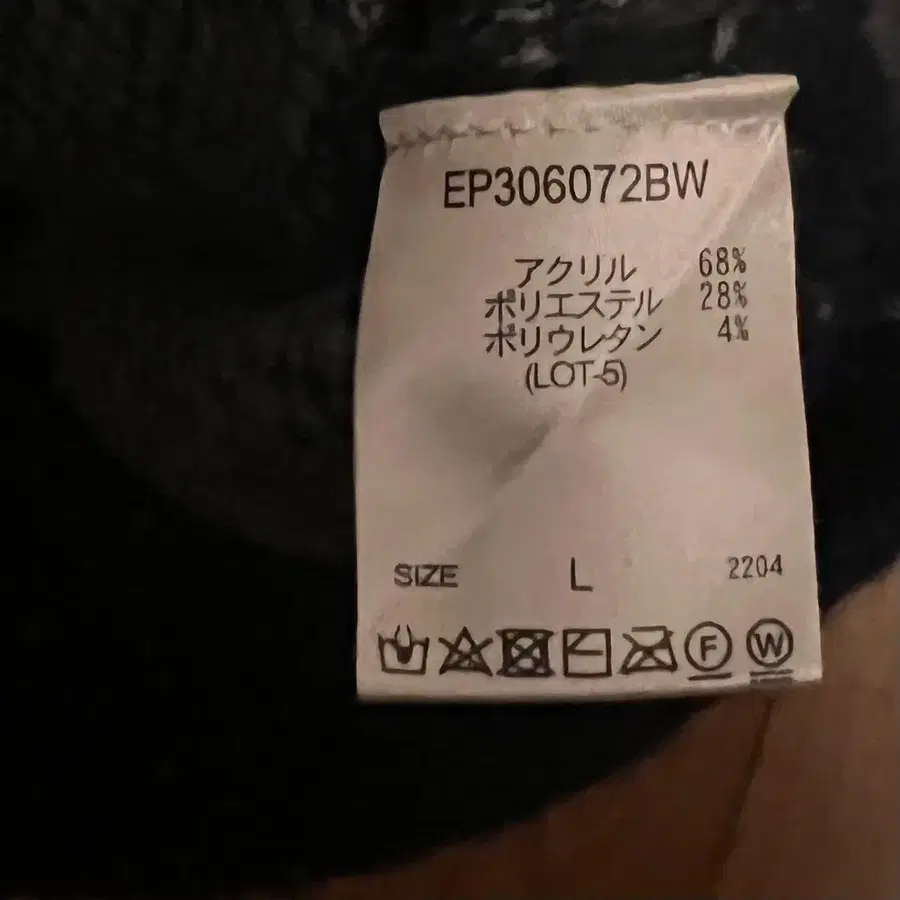 EP306072BW
アクリル 68%
ポリエステル 28%
ポリウレタン 4%
(LOT-5)
SIZE L 2204
F W